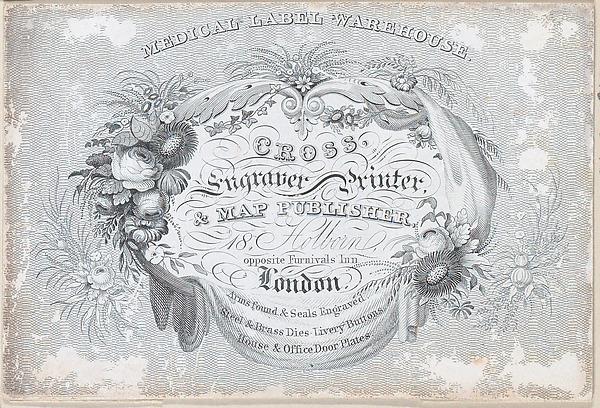 MEDICAL LABEL WAREHOUSE.
CROSS,
Engraver Printer,
& MAP PUBLISHER
18, Holborn
opposite Furnivals Inn
London
Arms found & Seals Engraved
Steel & Brass Dies Livery Buttons
House & Office Door Plates